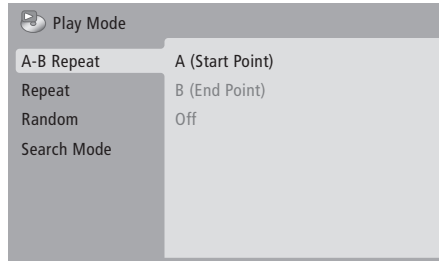 Play Mode
A-B Repeat
Repeat
Random
Search Mode
A (Start Point)
B (End Point)
Off